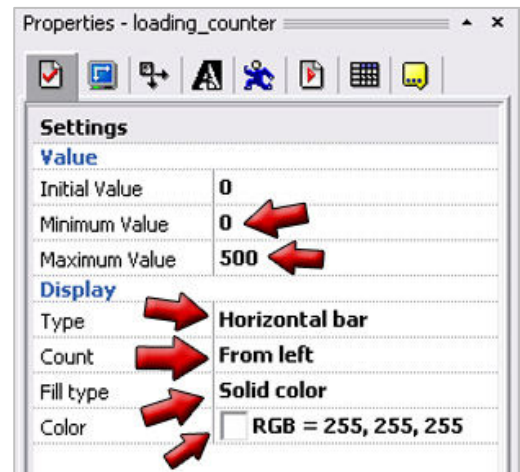 Properties - loading_counter
Settings
Value
Initial Value 0
Minimum Value 0
Maximum Value 500
Display
Type Horizontal bar
Count From left
Fill type Solid color
Color RGB = 255, 255, 255